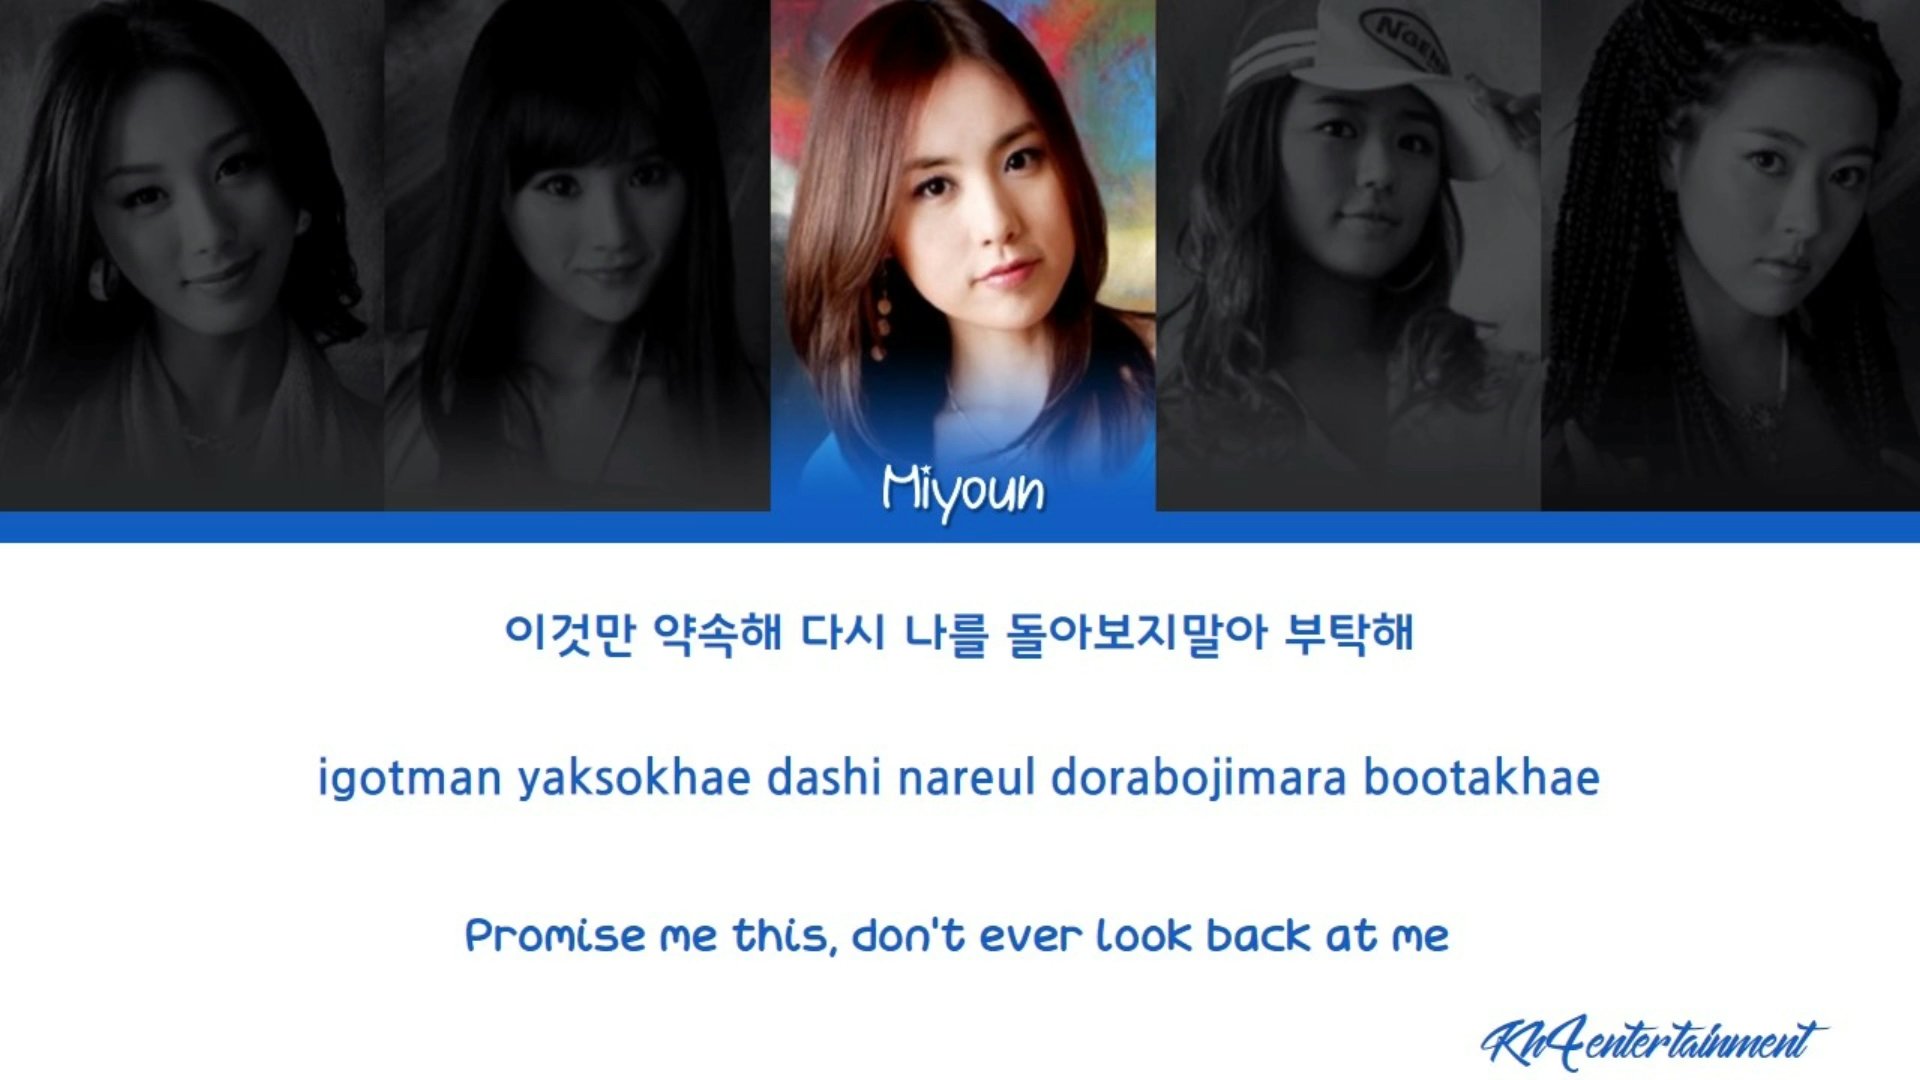 NGEN
Miyoun
이것만 약속해 다시 나를 돌아보지말아 부탁해
igotman yaksokhae dashi nareul dorabojimara bootakhae
Promise me this, don't ever look back at me
Kh4entertainment